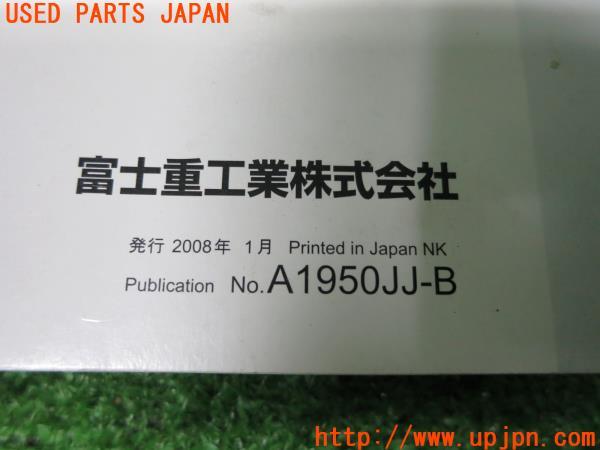 USED PARTS JAPAN
富士重工業株式会社
発行 2008年 1月 Printed in Japan NK
Publication No.A1950JJ-B
http://www.upjpn.com